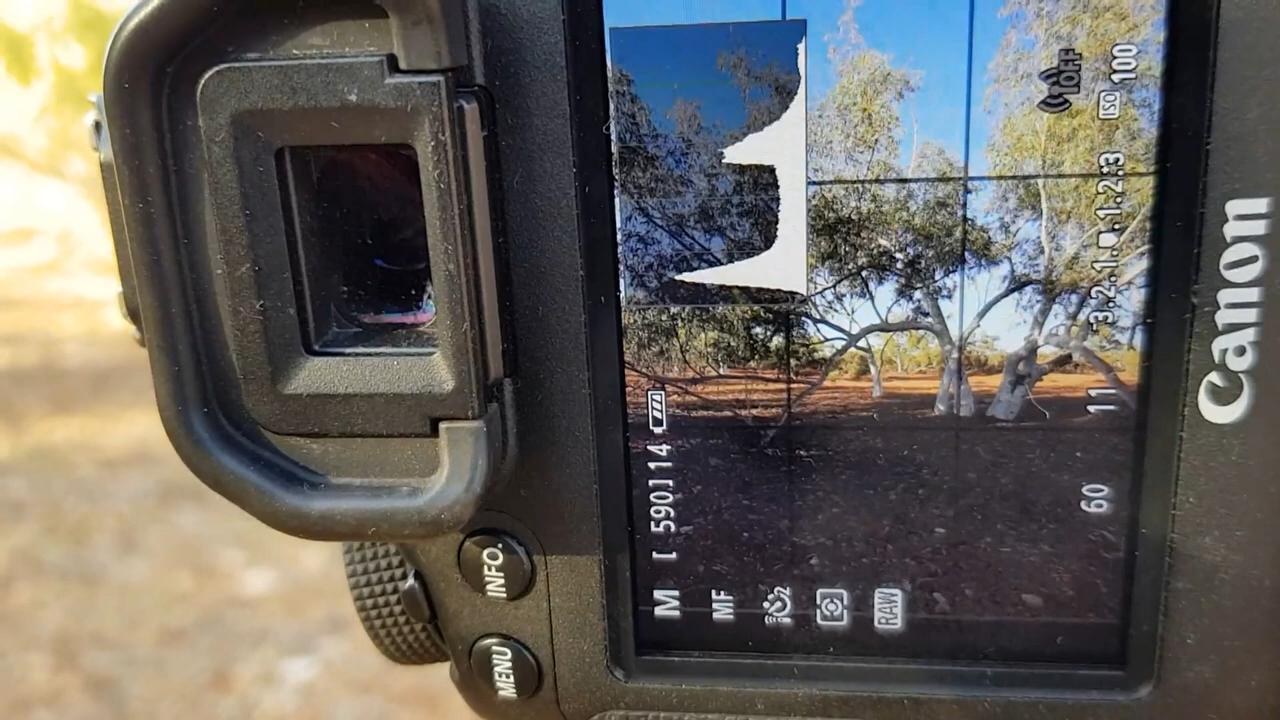 MENU INFO.
M [ 590] 14
MF
2
RAW
60 11 -3..2..1..0..1..2..:3 ISO 100
OFF
Canon